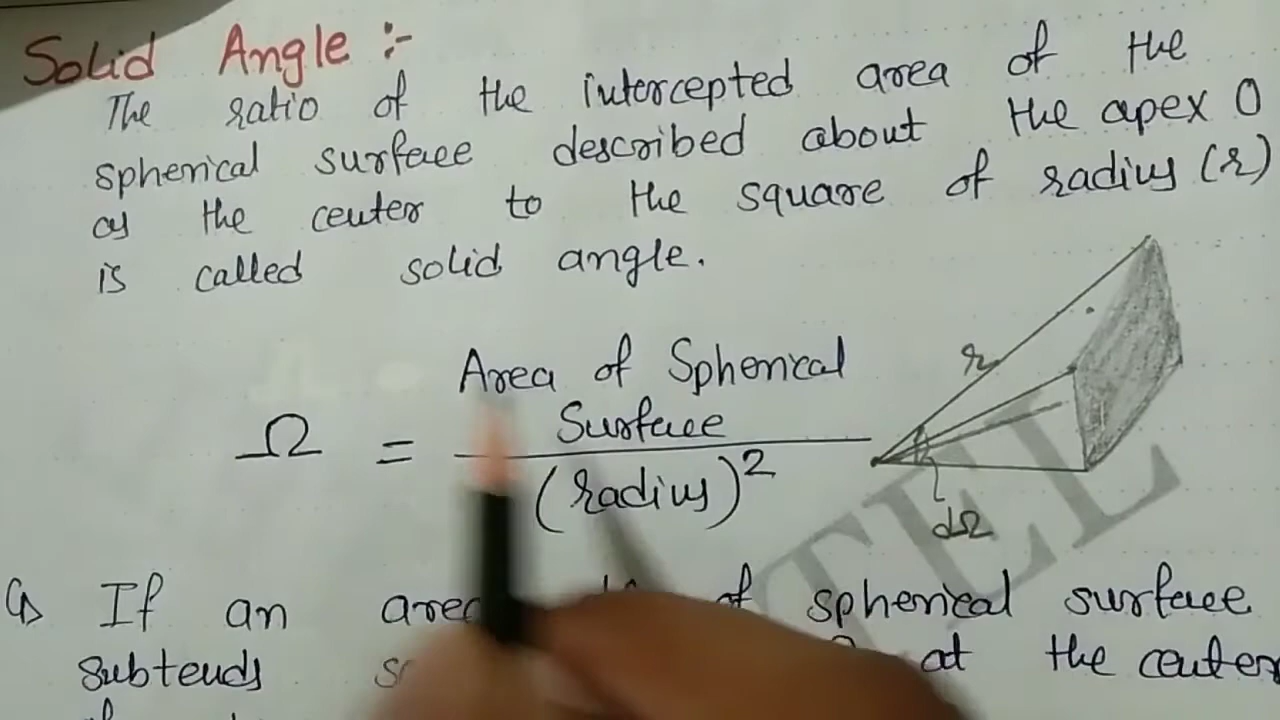 Solid Angle :-
The ratio of the intercepted area of the
spherical surface described about the apex O
as the center to the square of radius (r)
is called solid angle.
Area of Spherical
Surface
Ω =
(radius)²
r
dΩ
TEL
If an area of spherical surface
subtends at the center